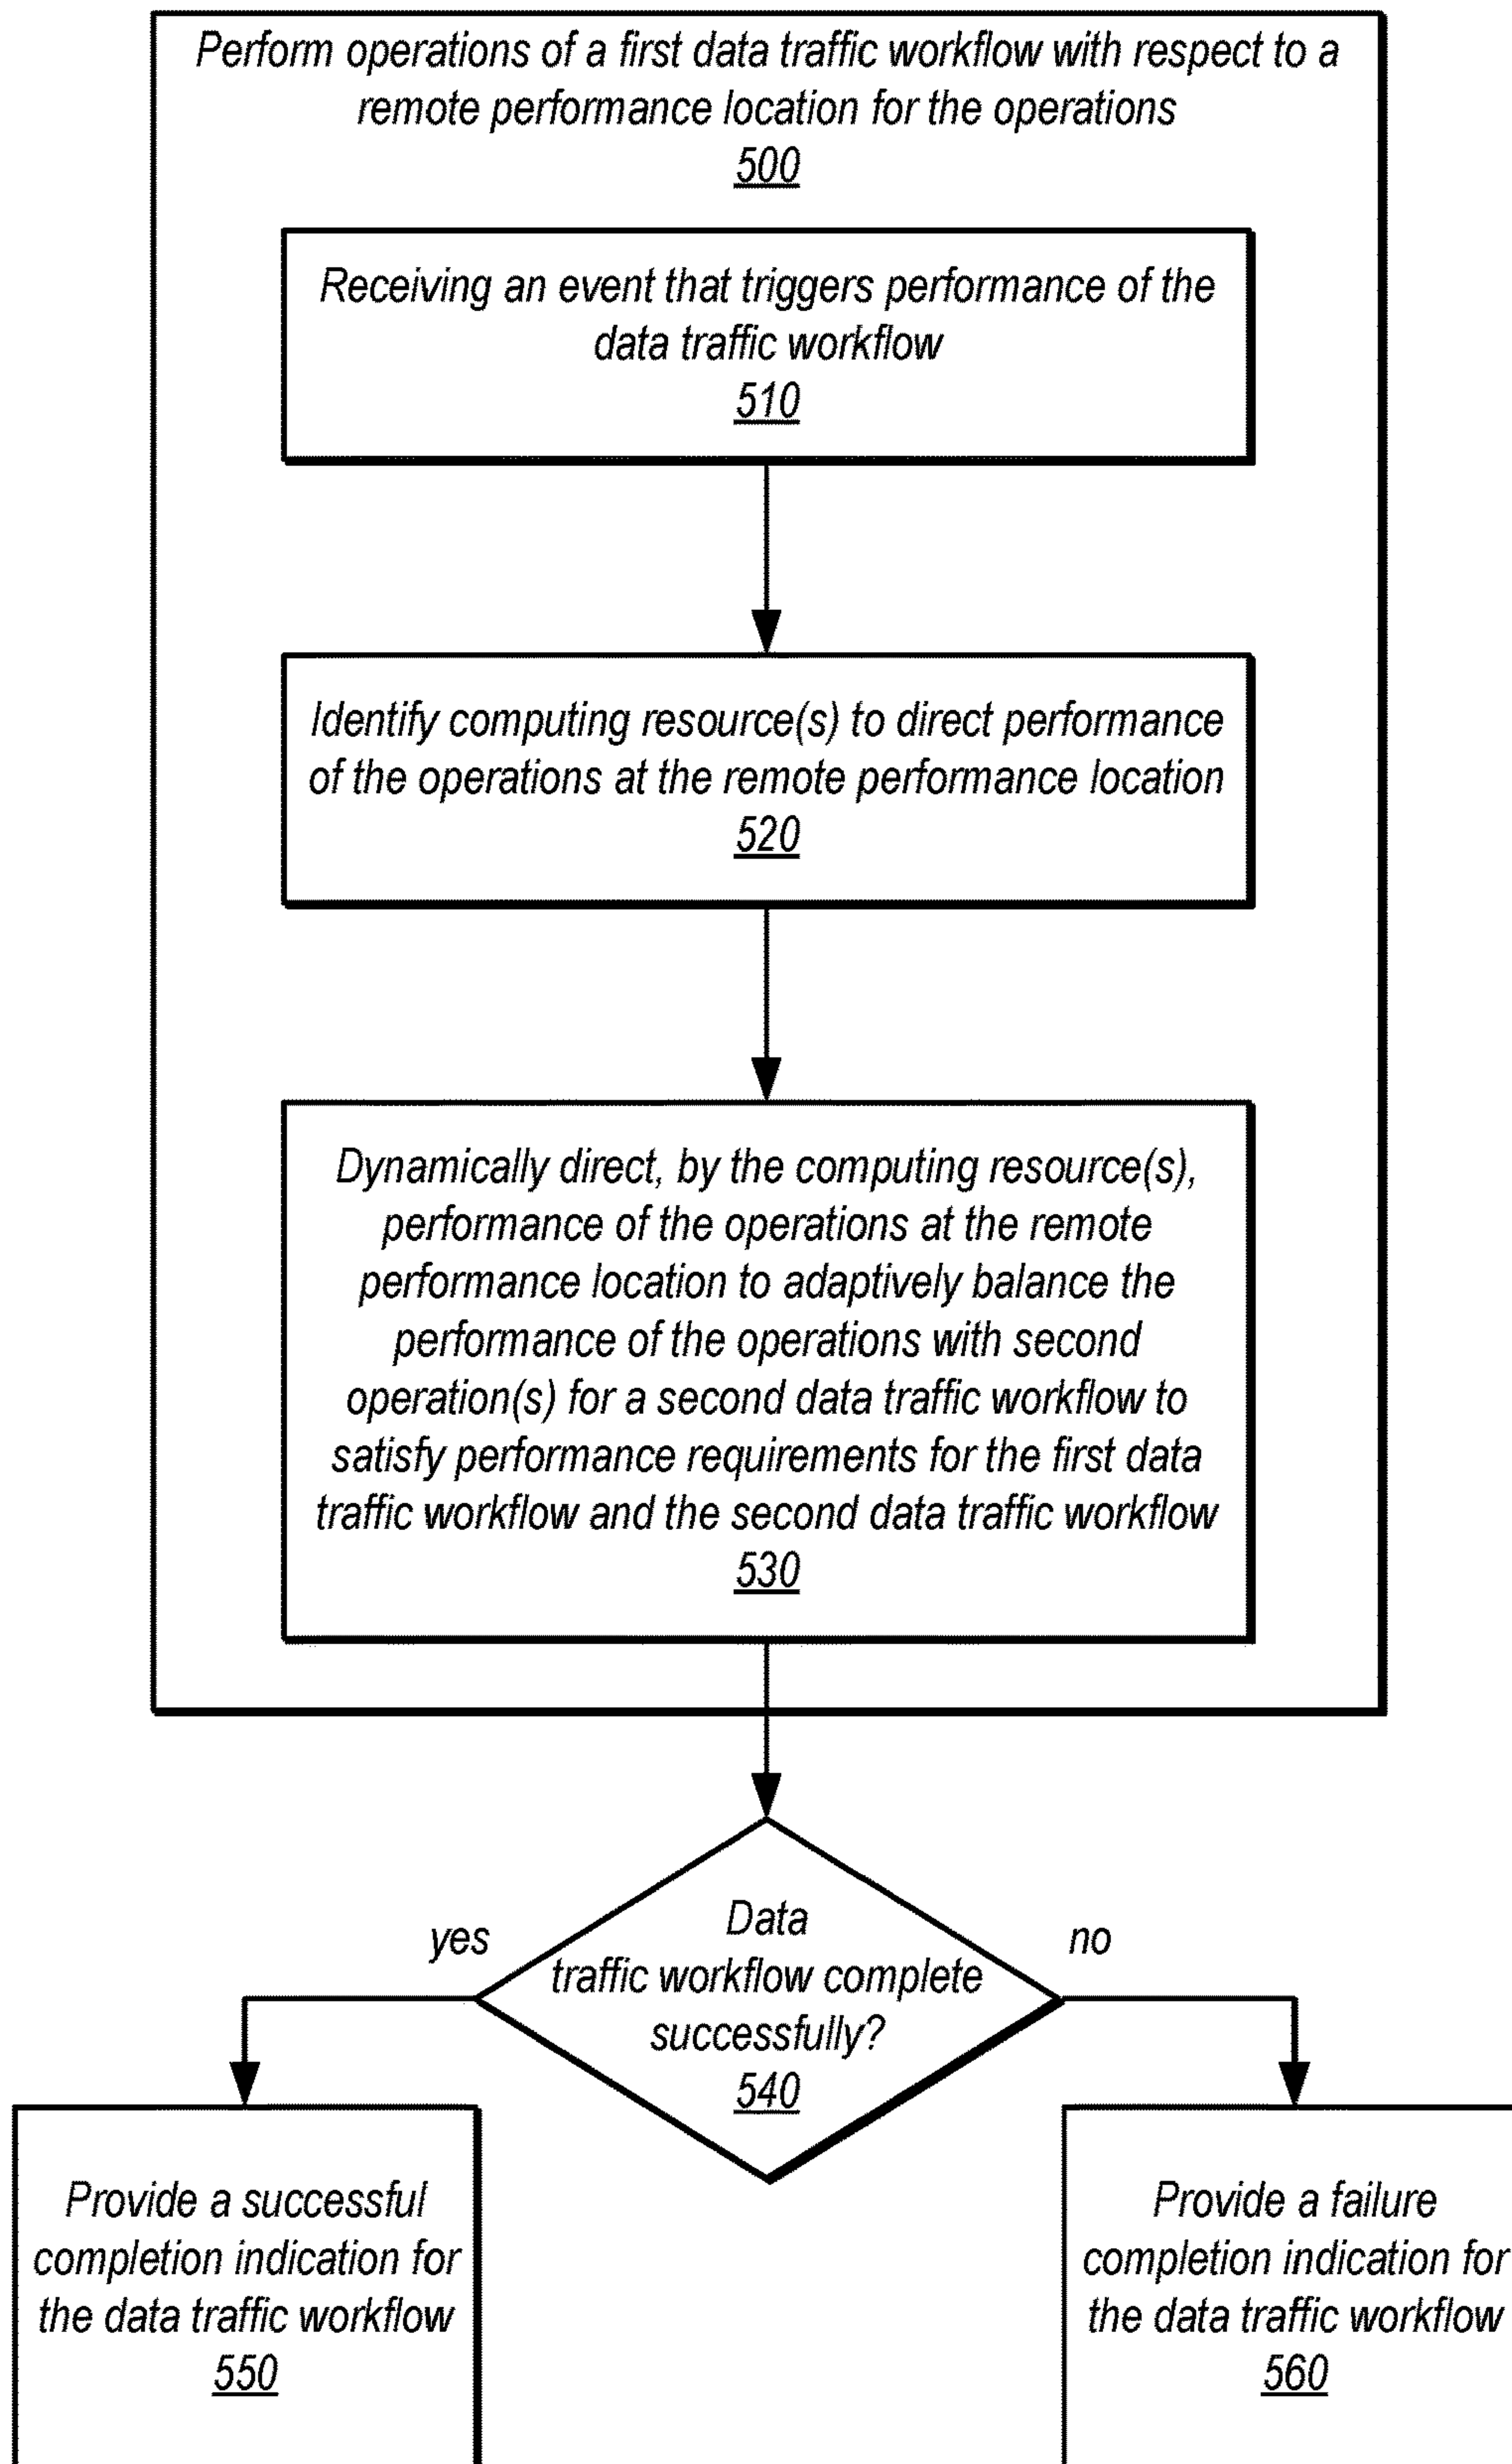 Perform operations of a first data traffic workflow with respect to a
remote performance location for the operations
500
Receiving an event that triggers performance of the
data traffic workflow
510
Identify computing resource(s) to direct performance
of the operations at the remote performance location
520
Dynamically direct, by the computing resource(s),
performance of the operations at the remote
performance location to adaptively balance the
performance of the operations with second
operation(s) for a second data traffic workflow to
satisfy performance requirements for the first data
traffic workflow and the second data traffic workflow
530
yes
no
Data
traffic workflow complete
successfully?
540
Provide a successful
completion indication for
the data traffic workflow
550
Provide a failure
completion indication for
the data traffic workflow
560